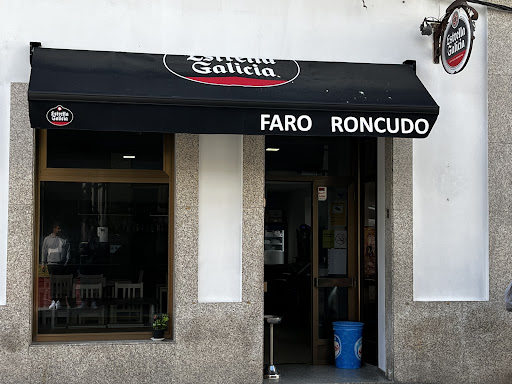 Estrella
Galicia.
Estrella
Galicia
FARO RONCUDO
Estrella
Galicia